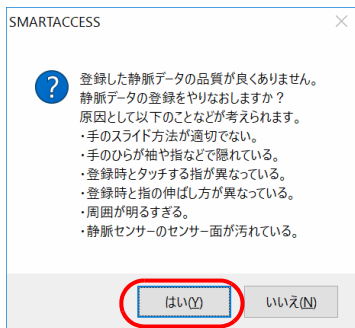 SMARTACCESS
登録した静脈データの品質が良くありません。
静脈データの登録をやりなおしますか？
原因として以下のことなどが考えられます。
・手のスライド方法が適切でない。
・手のひらが袖や指などで隠れている。
・登録時とタッチする指が異なっている。
・登録時と指の伸ばし方が異なっている。
・周囲が明るすぎる。
・静脈センサーのセンサー面が汚れている。
はい(Y) いいえ(N)